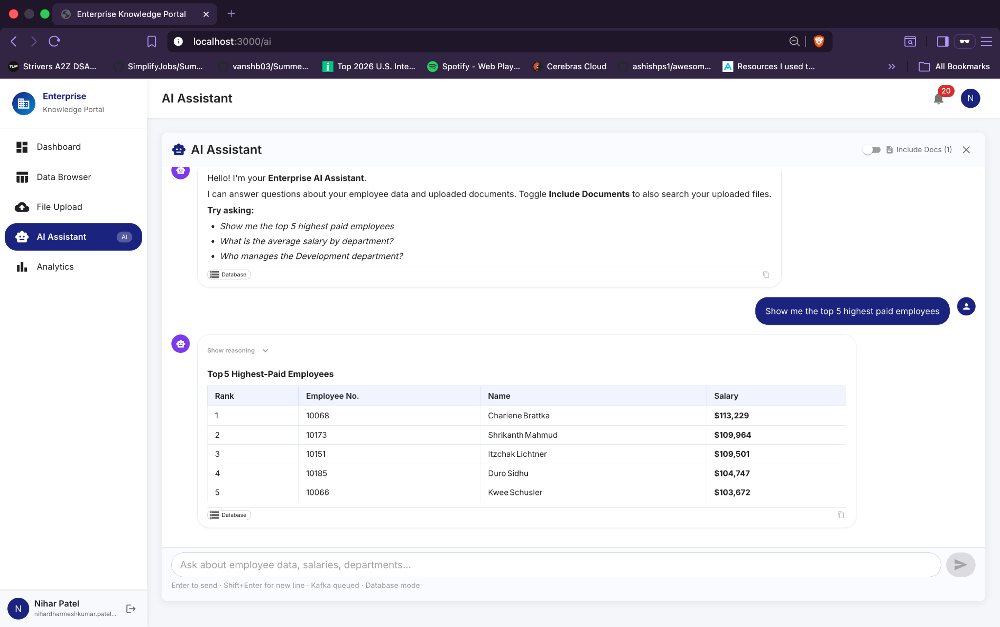 Enterprise Knowledge Portal
localhost:3000/ai
TUF Strivers A2Z DSA...
SimplifyJobs/Sum...
vanshb03/Summe...
Top 2026 U.S. Inte...
Spotify - Web Play...
Cerebras Cloud
ashishps1/awesom...
Resources I used t...
All Bookmarks
Enterprise
Knowledge Portal
AI Assistant
20
N
Dashboard
Data Browser
File Upload
AI Assistant AI
Analytics
AI Assistant
Include Docs (1)
Hello! I'm your Enterprise AI Assistant.
I can answer questions about your employee data and uploaded documents. Toggle Include Documents to also search your uploaded files.
Try asking:
• Show me the top 5 highest paid employees
• What is the average salary by department?
• Who manages the Development department?
Database
Show me the top 5 highest paid employees
Show reasoning
Top 5 Highest-Paid Employees
Rank Employee No. Name Salary
1 10068 Charlene Brattka $113,229
2 10173 Shrikanth Mahmud $109,964
3 10151 Itzchak Lichtner $109,501
4 10185 Duro Sidhu $104,747
5 10066 Kwee Schusler $103,672
Database
Ask about employee data, salaries, departments...
Enter to send · Shift+Enter for new line · Kafka queued · Database mode
N
Nihar Patel
nihardharmeshkumar.patel...